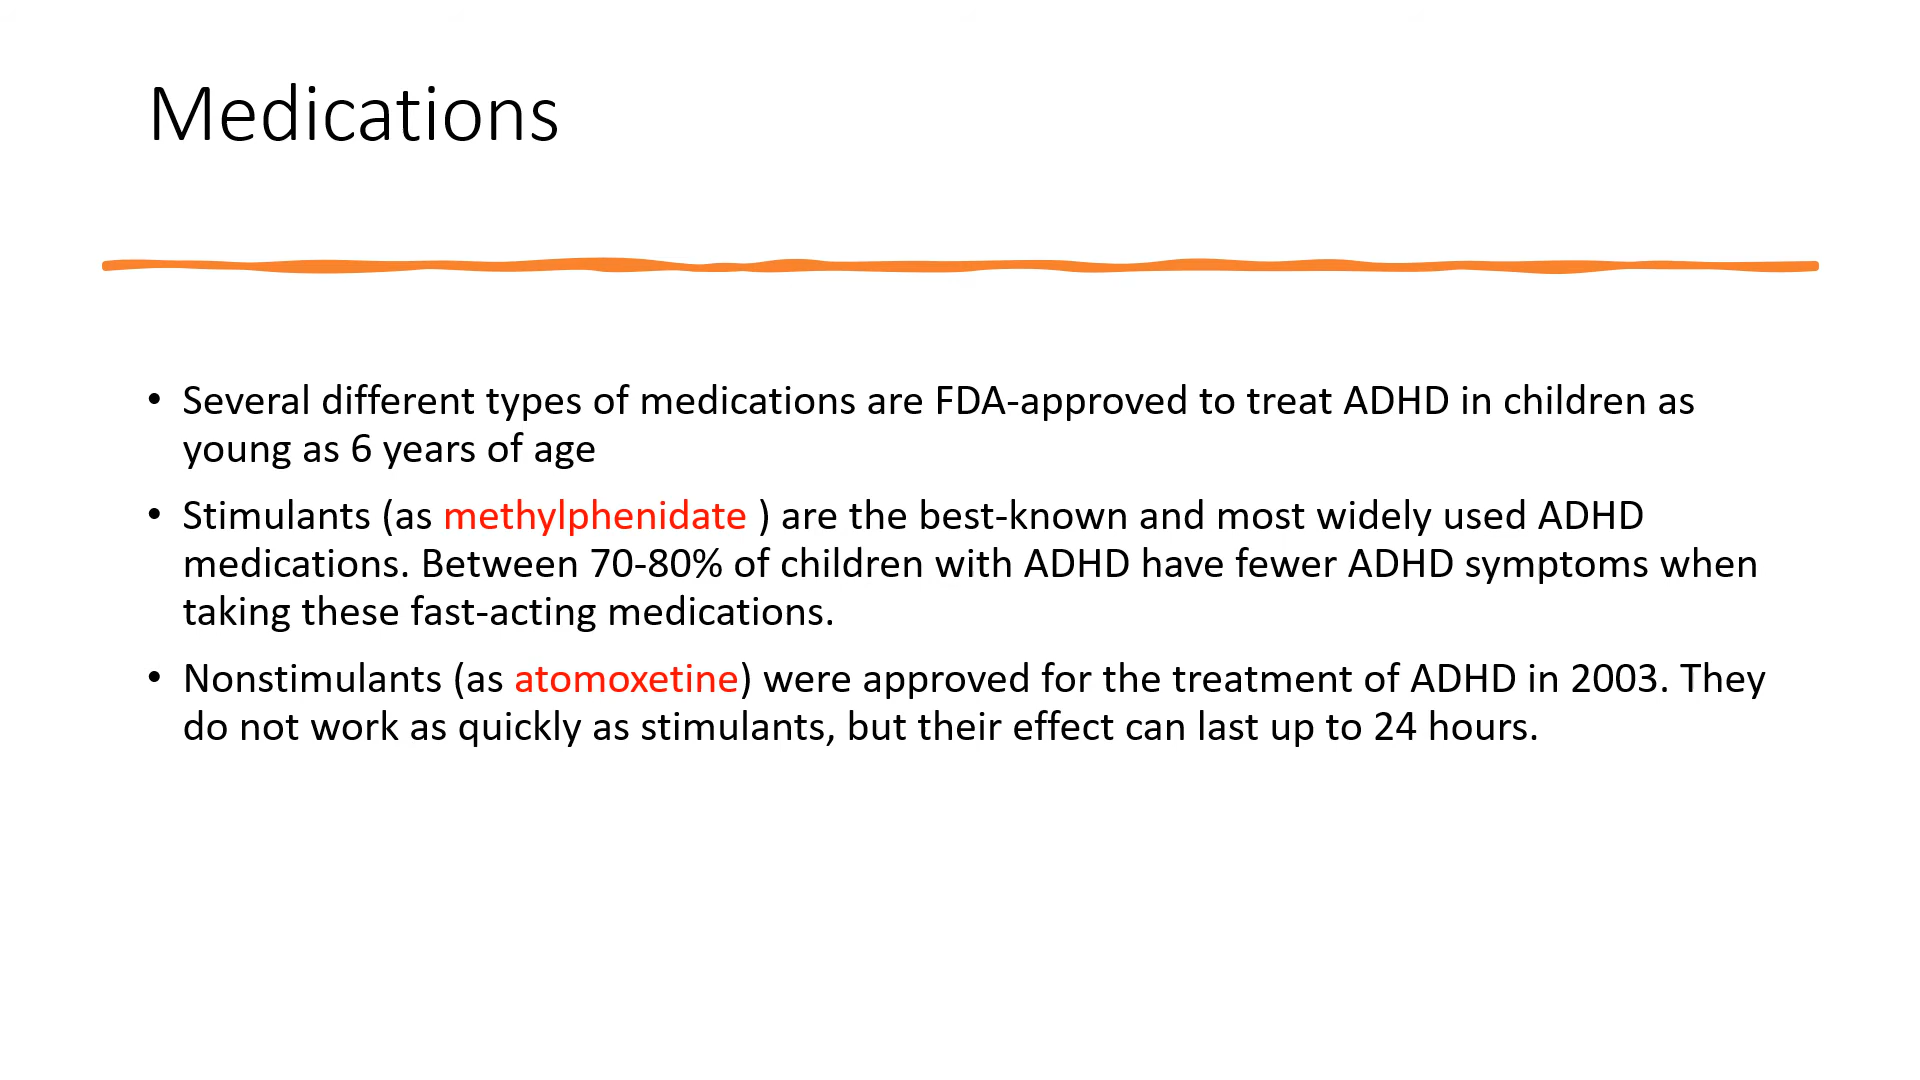 Medications
• Several different types of medications are FDA-approved to treat ADHD in children as
young as 6 years of age
• Stimulants (as methylphenidate ) are the best-known and most widely used ADHD
medications. Between 70-80% of children with ADHD have fewer ADHD symptoms when
taking these fast-acting medications.
• Nonstimulants (as atomoxetine) were approved for the treatment of ADHD in 2003. They
do not work as quickly as stimulants, but their effect can last up to 24 hours.